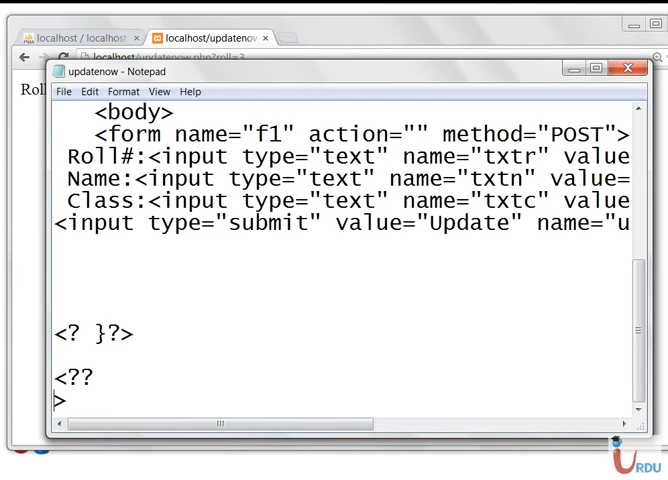 localhost / localhost
localhost/updatenow
localhost/updatenow.php?roll=3
Roll
updatenow - Notepad
File Edit Format View Help
<body>
<form name="f1" action="" method="POST">
Roll#:<input type="text" name="txtr" value
Name:<input type="text" name="txtn" value=
Class:<input type="text" name="txtc" value
<input type="submit" value="Update" name="u
<? }?>
<??
>
URDU